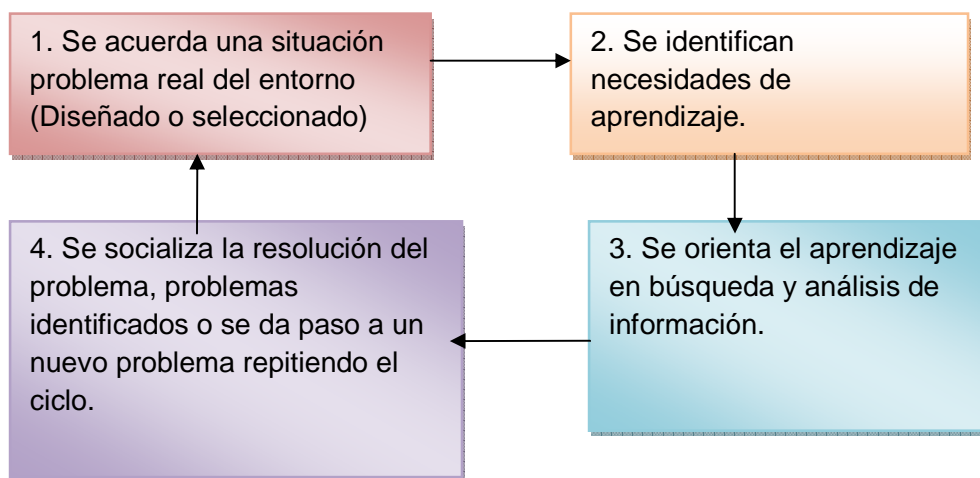 1. Se acuerda una situación
problema real del entorno
(Diseñado o seleccionado)
2. Se identifican
necesidades de
aprendizaje.
3. Se orienta el aprendizaje
en búsqueda y análisis de
información.
4. Se socializa la resolución del
problema, problemas
identificados o se da paso a un
nuevo problema repitiendo el
ciclo.